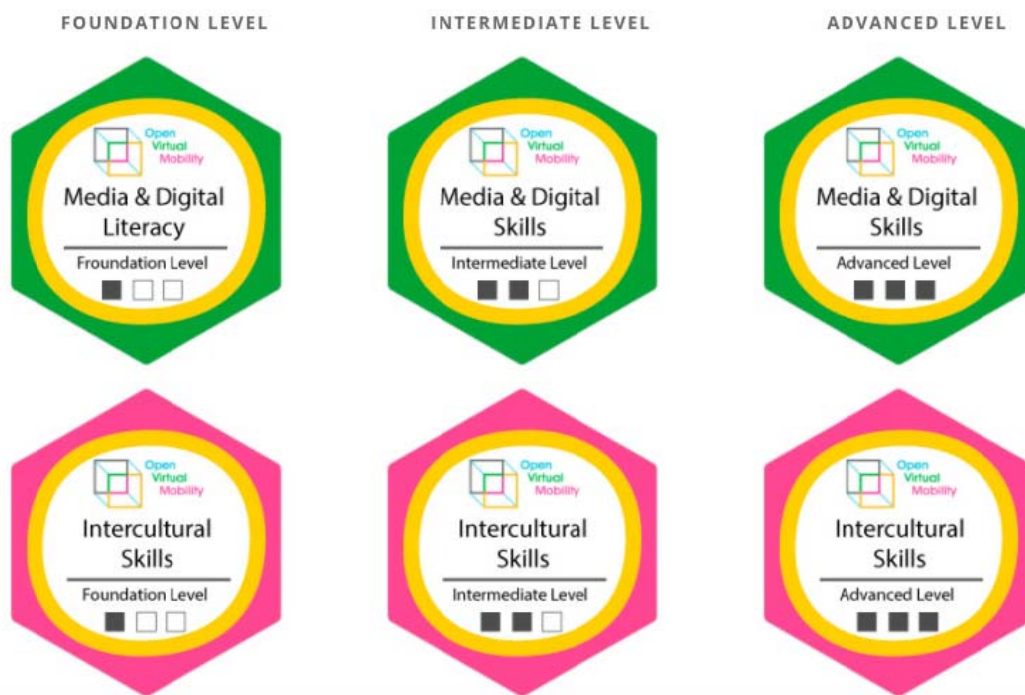 FOUNDATION LEVEL
INTERMEDIATE LEVEL
ADVANCED LEVEL
Open
Virtual
Mobility
Media & Digital
Literacy
Froundation Level
Open
Virtual
Mobility
Media & Digital
Skills
Intermediate Level
Open
Virtual
Mobility
Media & Digital
Skills
Advanced Level
Open
Virtual
Mobility
Intercultural
Skills
Foundation Level
Open
Virtual
Mobility
Intercultural
Skills
Intermediate Level
Open
Virtual
Mobility
Intercultural
Skills
Advanced Level